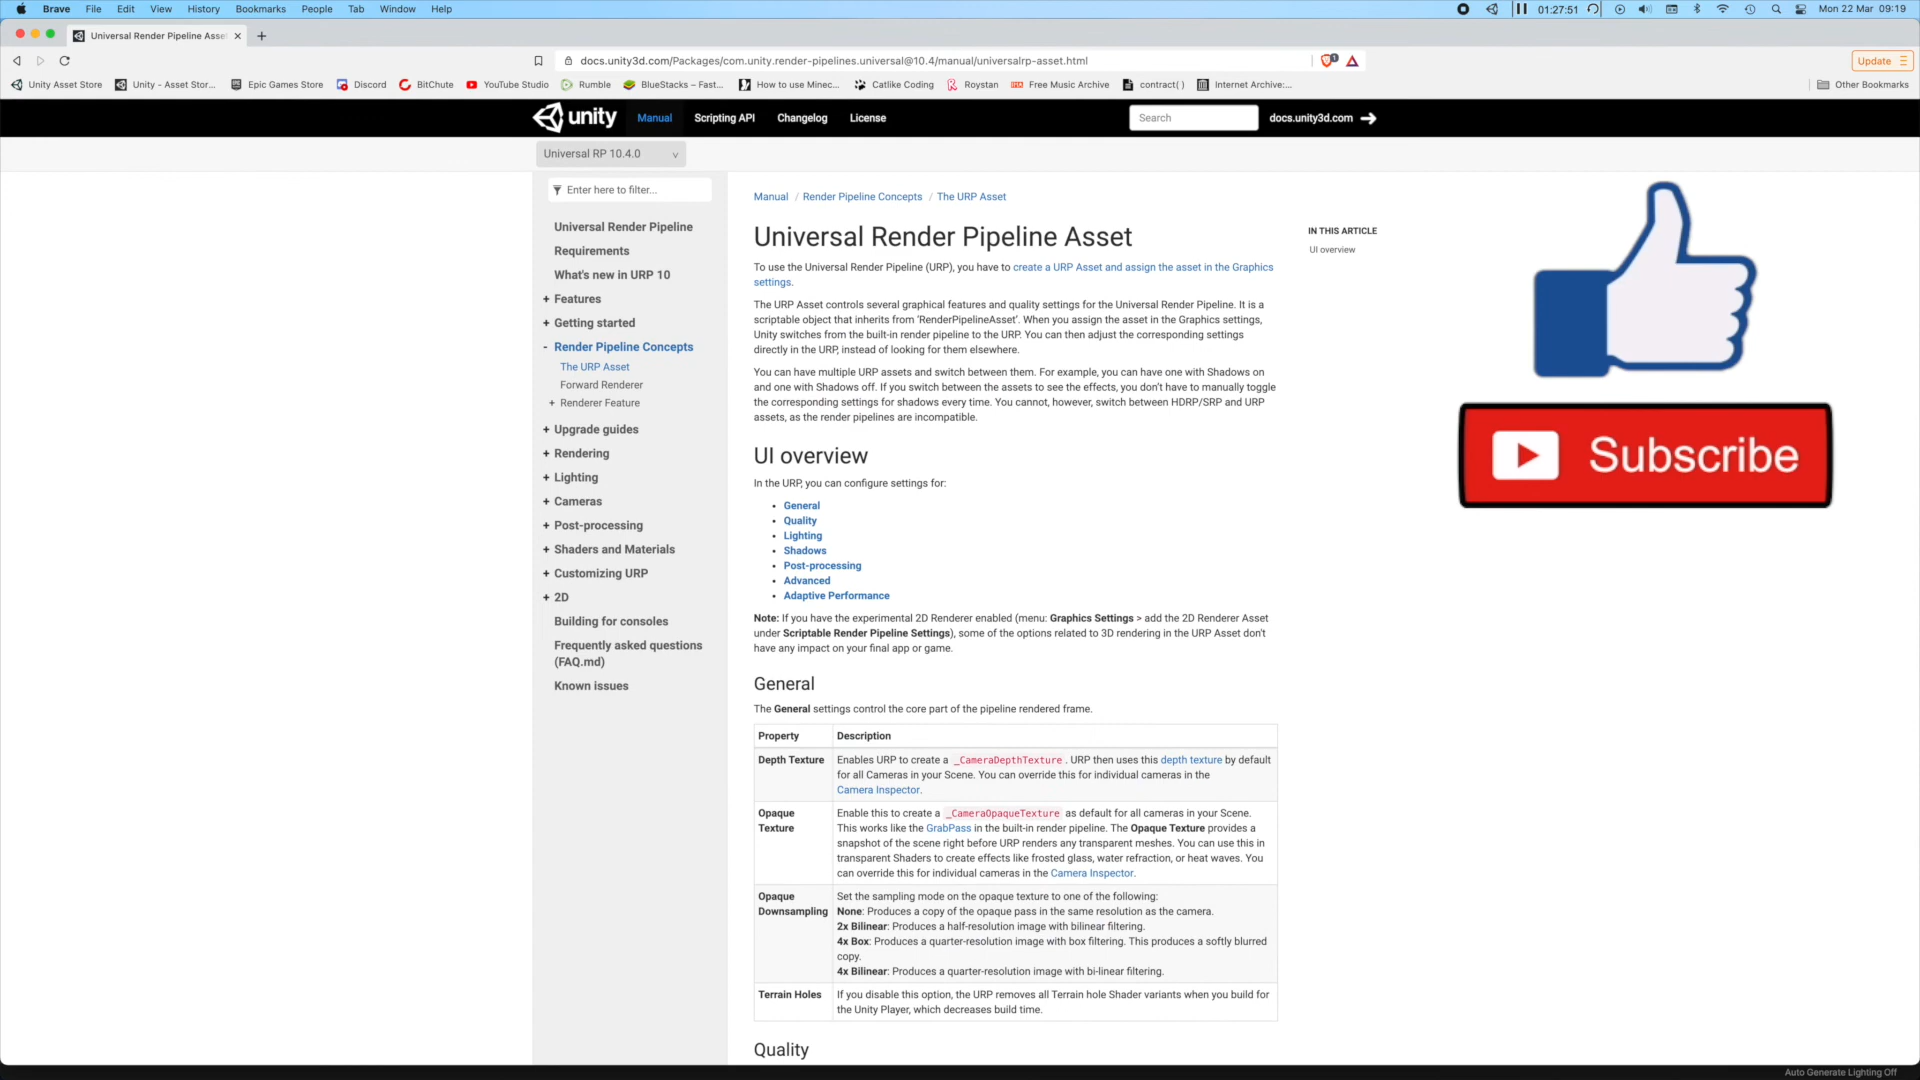 Brave File Edit View History Bookmarks People Tab Window Help
01:27:51
Mon 22 Mar 09:19
Universal Render Pipeline Asse
docs.unity3d.com/Packages/com.unity.render-pipelines.universal@10.4/manual/universalrp-asset.html
1
Update
Unity Asset Store
Unity - Asset Stor...
Epic Games Store
Discord
BitChute
YouTube Studio
Rumble
BlueStacks – Fast...
How to use Minec...
Catlike Coding
Roystan
Free Music Archive
contract( )
Internet Archive:...
Other Bookmarks
unity
Manual
Scripting API
Changelog
License
Search
docs.unity3d.com
Universal RP 10.4.0
Enter here to filter...
Universal Render Pipeline
Requirements
What's new in URP 10
+ Features
+ Getting started
- Render Pipeline Concepts
The URP Asset
Forward Renderer
+ Renderer Feature
+ Upgrade guides
+ Rendering
+ Lighting
+ Cameras
+ Post-processing
+ Shaders and Materials
+ Customizing URP
+ 2D
Building for consoles
Frequently asked questions
(FAQ.md)
Known issues
Manual / Render Pipeline Concepts / The URP Asset
Universal Render Pipeline Asset
To use the Universal Render Pipeline (URP), you have to create a URP Asset and assign the asset in the Graphics
settings.
The URP Asset controls several graphical features and quality settings for the Universal Render Pipeline. It is a
scriptable object that inherits from 'RenderPipelineAsset'. When you assign the asset in the Graphics settings,
Unity switches from the built-in render pipeline to the URP. You can then adjust the corresponding settings
directly in the URP, instead of looking for them elsewhere.
You can have multiple URP assets and switch between them. For example, you can have one with Shadows on
and one with Shadows off. If you switch between the assets to see the effects, you don't have to manually toggle
the corresponding settings for shadows every time. You cannot, however, switch between HDRP/SRP and URP
assets, as the render pipelines are incompatible.
UI overview
In the URP, you can configure settings for:
• General
• Quality
• Lighting
• Shadows
• Post-processing
• Advanced
• Adaptive Performance
Note: If you have the experimental 2D Renderer enabled (menu: Graphics Settings > add the 2D Renderer Asset
under Scriptable Render Pipeline Settings), some of the options related to 3D rendering in the URP Asset don't
have any impact on your final app or game.
General
The General settings control the core part of the pipeline rendered frame.
Property Description
Depth Texture Enables URP to create a _CameraDepthTexture. URP then uses this depth texture by default
for all Cameras in your Scene. You can override this for individual cameras in the
Camera Inspector.
Opaque Enable this to create a _CameraOpaqueTexture as default for all cameras in your Scene.
Texture This works like the GrabPass in the built-in render pipeline. The Opaque Texture provides a
snapshot of the scene right before URP renders any transparent meshes. You can use this in
transparent Shaders to create effects like frosted glass, water refraction, or heat waves. You
can override this for individual cameras in the Camera Inspector.
Opaque Set the sampling mode on the opaque texture to one of the following:
Downsampling None: Produces a copy of the opaque pass in the same resolution as the camera.
2x Bilinear: Produces a half-resolution image with bilinear filtering.
4x Box: Produces a quarter-resolution image with box filtering. This produces a softly blurred
copy.
4x Bilinear: Produces a quarter-resolution image with bi-linear filtering.
Terrain Holes If you disable this option, the URP removes all Terrain hole Shader variants when you build for
the Unity Player, which decreases build time.
Quality
IN THIS ARTICLE
UI overview
Subscribe
Auto Generate Lighting Off